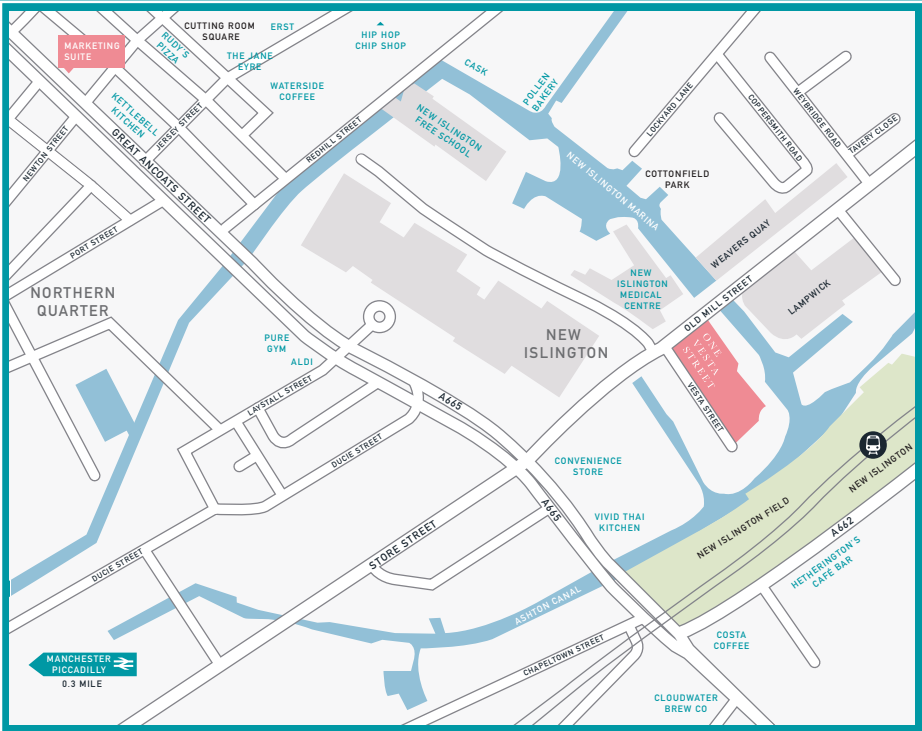 CUTTING ROOM
SQUARE
ERST
HIP HOP
CHIP SHOP
MARKETING
SUITE
RUDY'S
PIZZA
THE JANE
EYRE
CASK
POLLEN
BAKERY
WATERSIDE
COFFEE
KETTLEBELL
KITCHEN
JERSEY STREET
GREAT ANCOATS STREET
NEWTON STREET
REDHILL STREET
NEW ISLINGTON
FREE SCHOOL
LOCKYARD LANE
COPPERSMITH ROAD
WEYBRIDGE ROAD
TAVERY CLOSE
NEW ISLINGTON MARINA
COTTONFIELD
PARK
PORT STREET
WEAVERS QUAY
NEW
ISLINGTON
MEDICAL
CENTRE
OLD MILL STREET
LAMPWICK
NORTHERN
QUARTER
PURE
GYM
ALDI
NEW
ISLINGTON
ONE
VESTA
STREET
VESTA STREET
LAYSTALL STREET
A665
DUCIE STREET
CONVENIENCE
STORE
NEW ISLINGTON
A665
VIVID THAI
KITCHEN
NEW ISLINGTON FIELD
A662
STORE STREET
HETHERINGTON'S
CAFÉ BAR
DUCIE STREET
ASHTON CANAL
CHAPELTOWN STREET
COSTA
COFFEE
MANCHESTER
PICCADILLY
0.3 MILE
CLOUDWATER
BREW CO